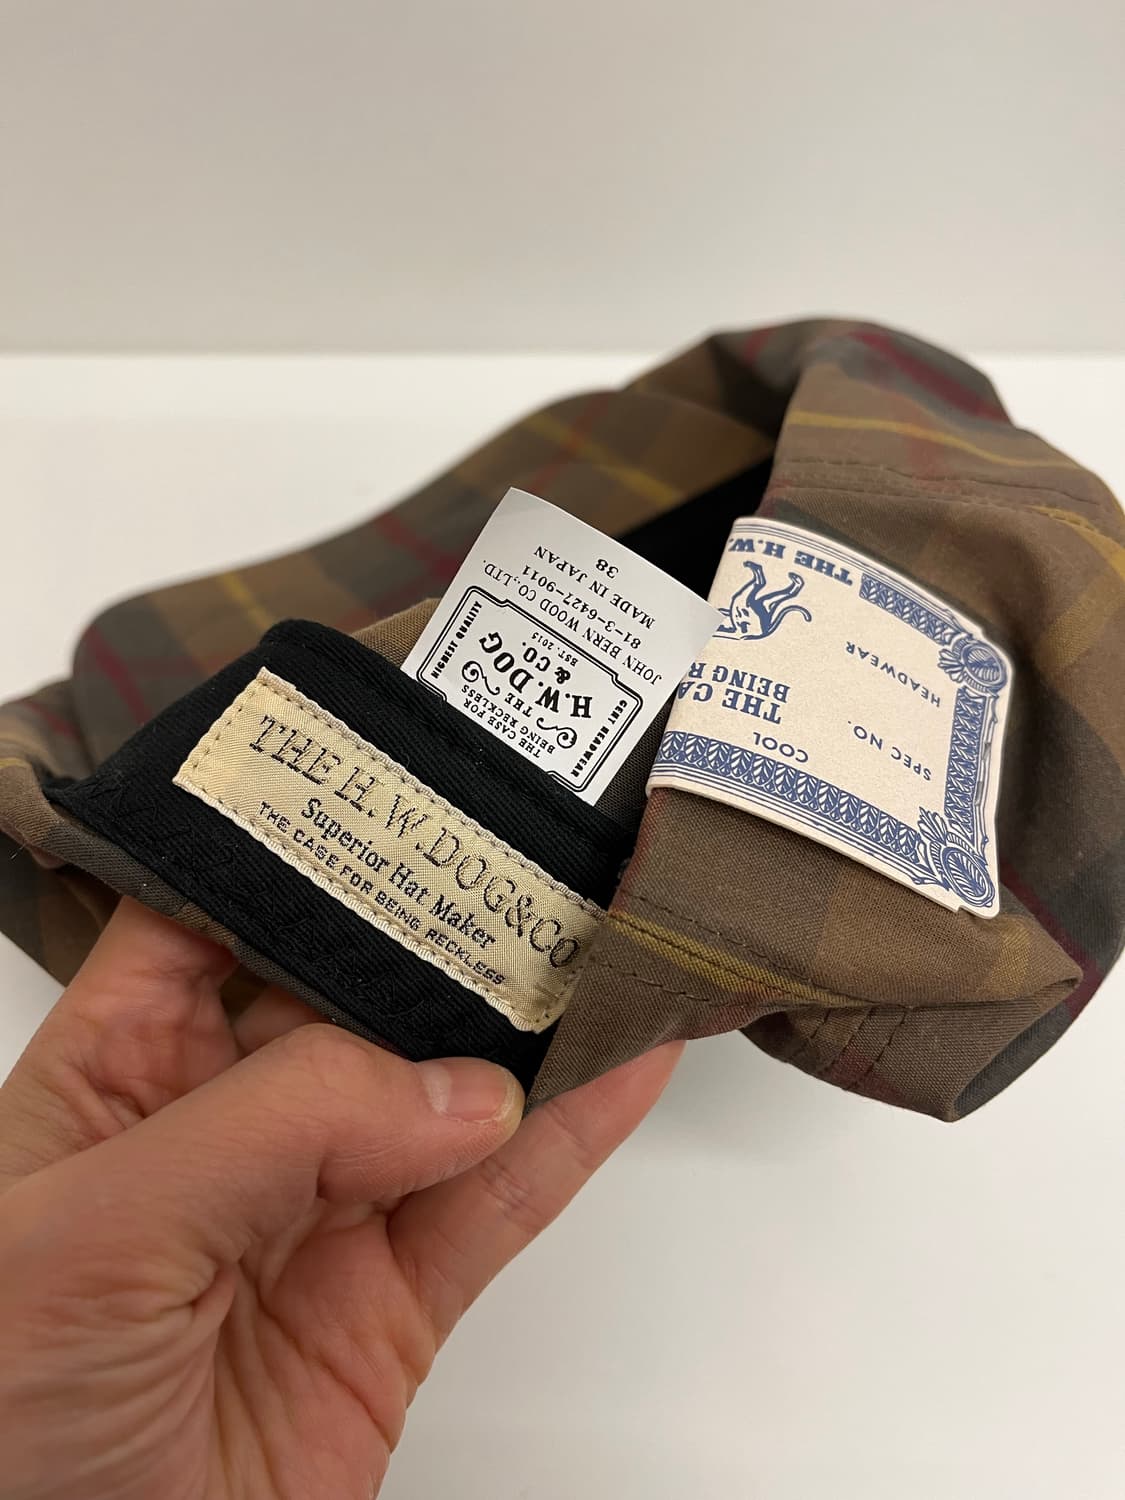 THE H.W.DOG&CO
Superior Hat Maker
THE CASE FOR BEING RECKLESS
THE CASE FOR
BEING RECKLESS
THE
H.W.DOG
& CO.
EST. 2015
HIGHEST QUALITY
GENT HEADWEAR
JOHN BERN WOOD CO.,LTD.
81-3-6427-9011
MADE IN JAPAN
38
COOL
THE CA
BEING R
THE H.W.
SPEC NO.
HEADWEAR